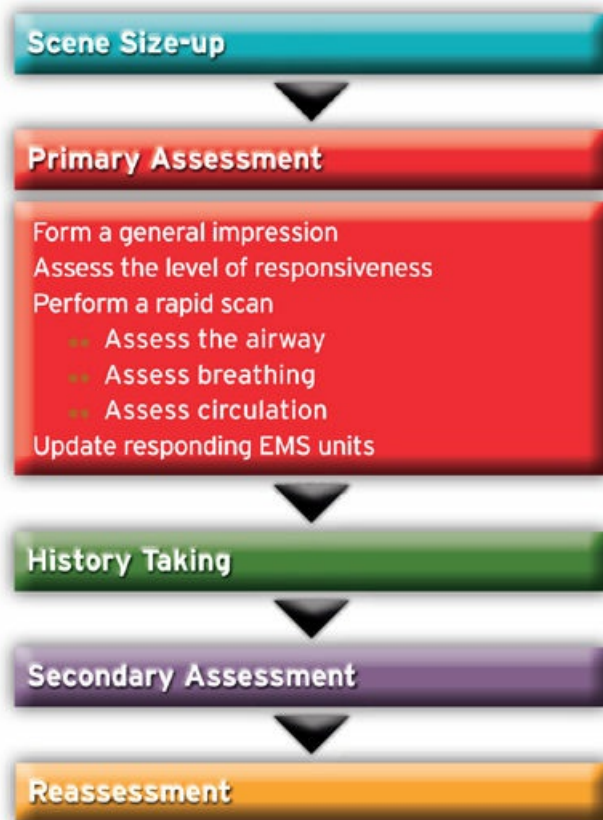 Scene Size-up
Primary Assessment
Form a general impression
Assess the level of responsiveness
Perform a rapid scan
Assess the airway
Assess breathing
Assess circulation
Update responding EMS units
History Taking
Secondary Assessment
Reassessment